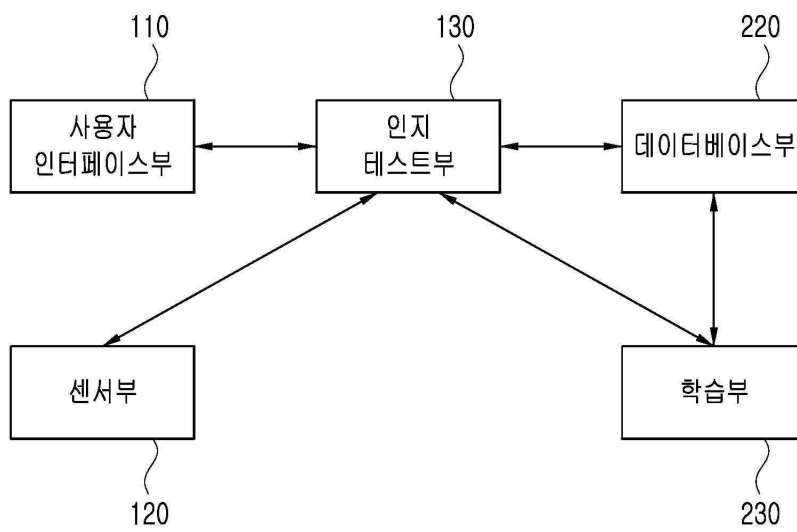 110
130
220
사용자
인터페이스부
인지
테스트부
데이터베이스부
센서부
학습부
120
230